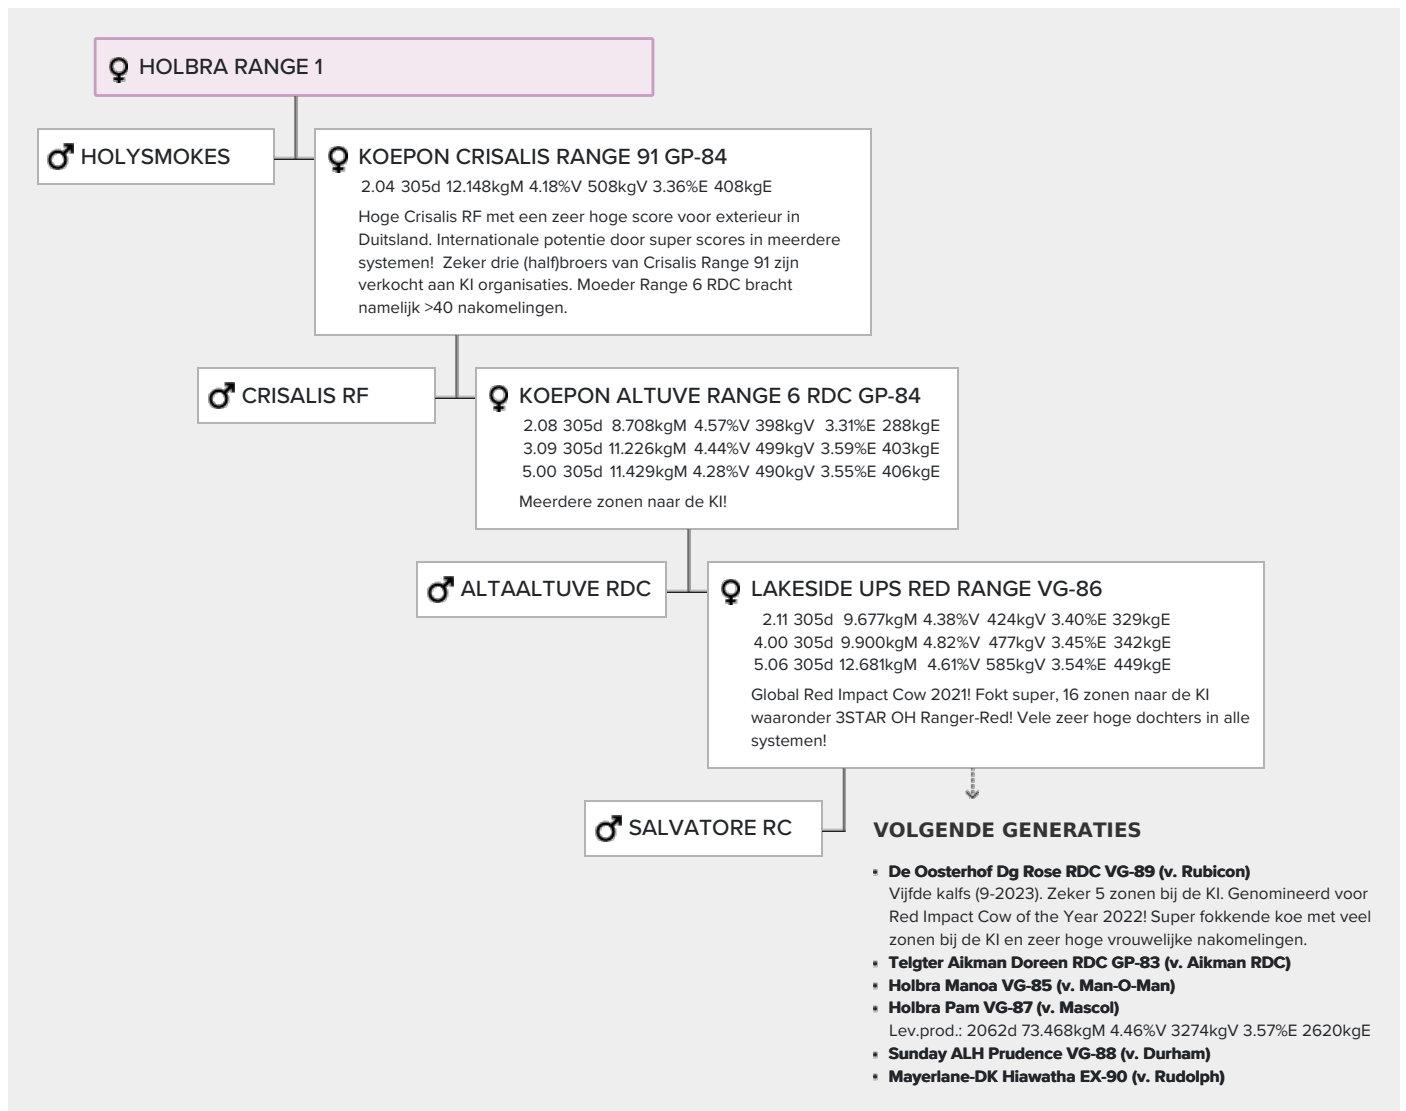 HOLBRA RANGE 1
HOLYSMOKES
KOEPON CRISALIS RANGE 91 GP-84
2.04 305d 12.148kgM 4.18%V 508kgV 3.36%E 408kgE
Hoge Crisalis RF met een zeer hoge score voor exterieur in
Duitsland. Internationale potentie door super scores in meerdere
systemen! Zeker drie (half)broers van Crisalis Range 91 zijn
verkocht aan KI organisaties. Moeder Range 6 RDC bracht
namelijk >40 nakomelingen.
CRISALIS RF
KOEPON ALTUVE RANGE 6 RDC GP-84
2.08 305d 8.708kgM 4.57%V 398kgV 3.31%E 288kgE
3.09 305d 11.226kgM 4.44%V 499kgV 3.59%E 403kgE
5.00 305d 11.429kgM 4.28%V 490kgV 3.55%E 406kgE
Meerdere zonen naar de KI!
ALTAALTUVE RDC
LAKESIDE UPS RED RANGE VG-86
2.11 305d 9.677kgM 4.38%V 424kgV 3.40%E 329kgE
4.00 305d 9.900kgM 4.82%V 477kgV 3.45%E 342kgE
5.06 305d 12.681kgM 4.61%V 585kgV 3.54%E 449kgE
Global Red Impact Cow 2021! Fokt super, 16 zonen naar de KI
waaronder 3STAR OH Ranger-Red! Vele zeer hoge dochters in alle
systemen!
SALVATORE RC
VOLGENDE GENERATIES
▪ De Oosterhof Dg Rose RDC VG-89 (v. Rubicon)
Vijfde kalfs (9-2023). Zeker 5 zonen bij de KI. Genomineerd voor
Red Impact Cow of the Year 2022! Super fokkende koe met veel
zonen bij de KI en zeer hoge vrouwelijke nakomelingen.
▪ Telgter Aikman Doreen RDC GP-83 (v. Aikman RDC)
▪ Holbra Manoa VG-85 (v. Man-O-Man)
▪ Holbra Pam VG-87 (v. Mascol)
Lev.prod.: 2062d 73.468kgM 4.46%V 3274kgV 3.57%E 2620kgE
▪ Sunday ALH Prudence VG-88 (v. Durham)
▪ Mayerlane-DK Hiawatha EX-90 (v. Rudolph)